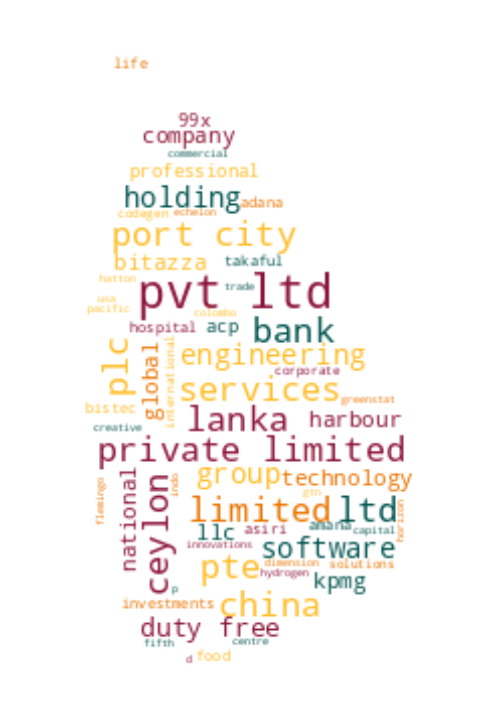 life
99x
company
commercial
professional
holding
adana
codegen echelon
port city
bitazza takaful
hatton
trade
pvt ltd
usa
pacific
colombo
hospital acp bank
plc
global
international
engineering
corporate
services
greenstat
bistec
creative
lanka harbour
private limited
national
ceylon
indo
flamingo
group technology
gtn
limited ltd
horizon
llc asiri amana capital
innovations software
pte dimension solutions
hydrogen kpmg
p
investments china
duty free
fifth centre
d food